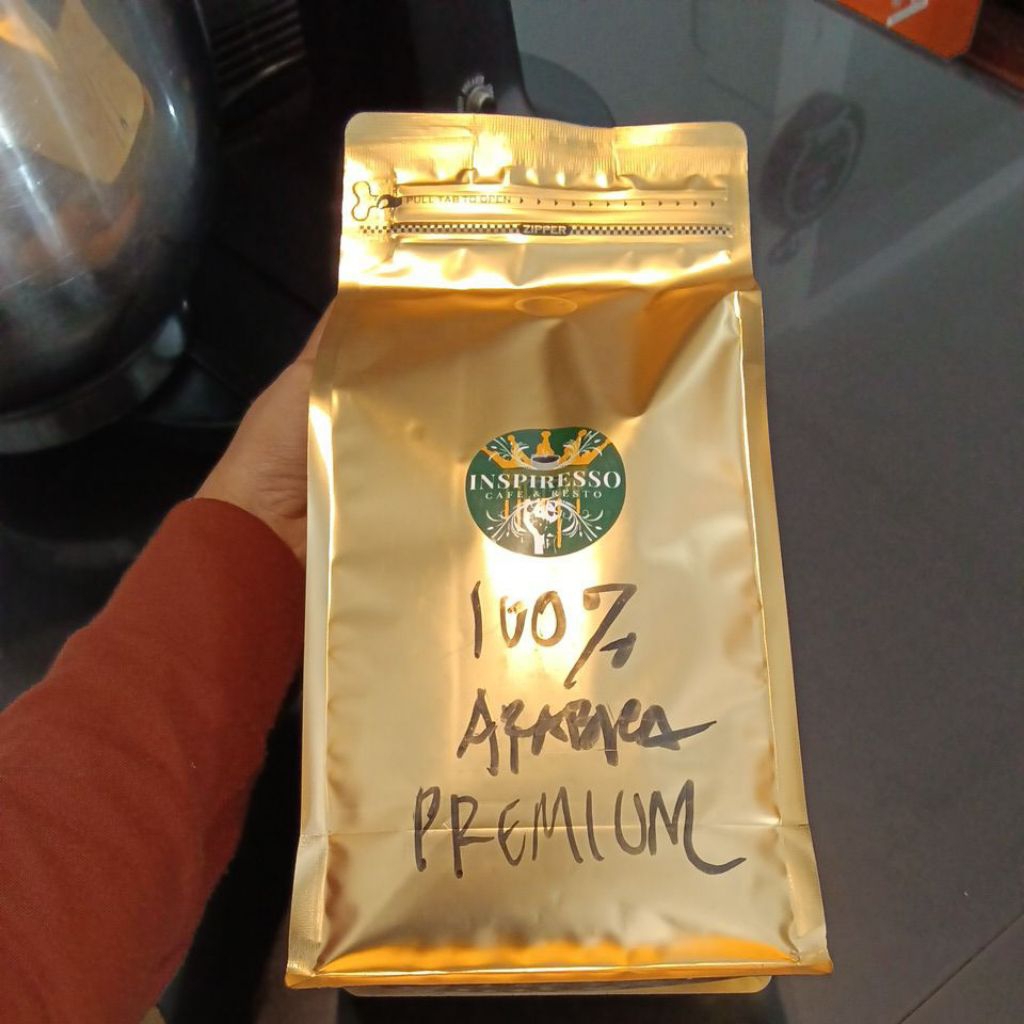 PULL TAB TO OPEN
ZIPPER
INSPIRESSO
CAFE & RESTO
100%
ARABICA
PREMIUM